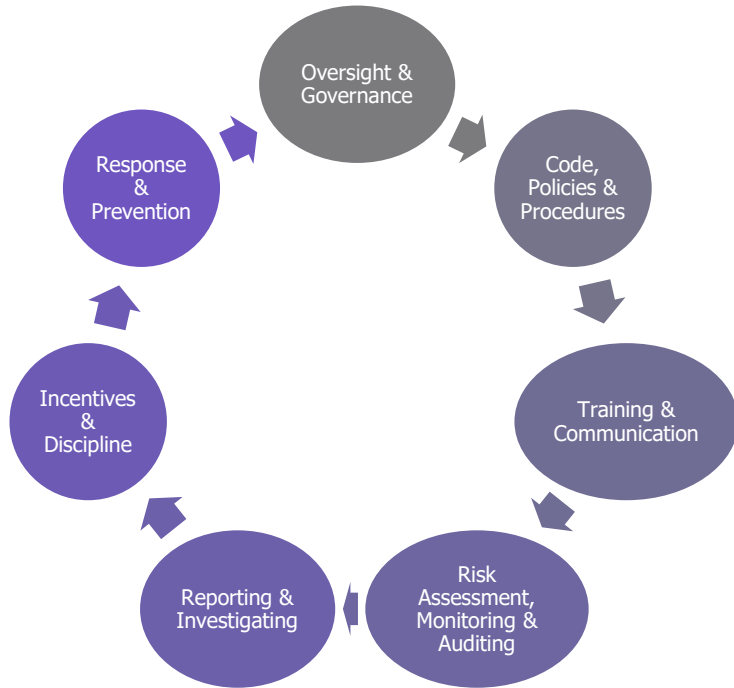 Oversight &
Governance
Code,
Policies &
Procedures
Training &
Communication
Risk
Assessment,
Monitoring &
Auditing
Reporting &
Investigating
Incentives
&
Discipline
Response
&
Prevention